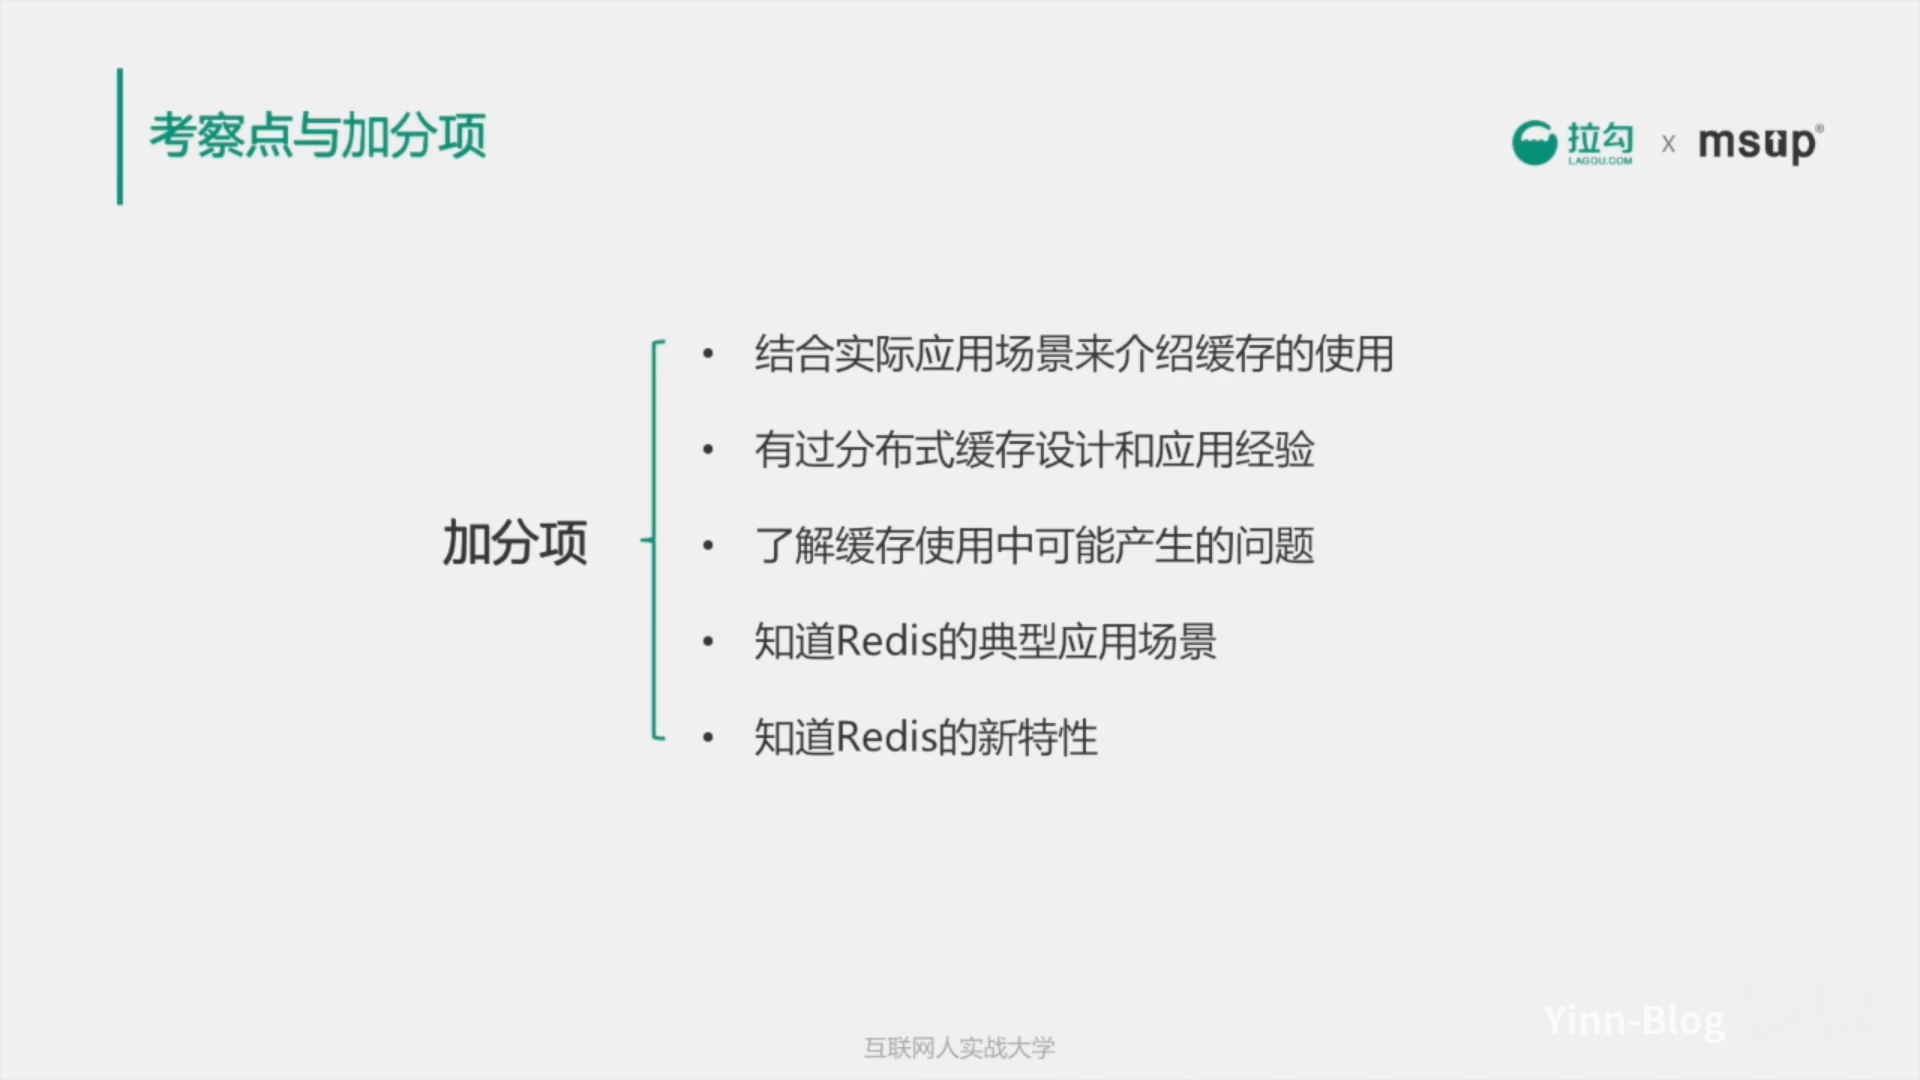 考察点与加分项
拉勾
LAGOU.COM
x
msup®
加分项
• 结合实际应用场景来介绍缓存的使用
• 有过分布式缓存设计和应用经验
• 了解缓存使用中可能产生的问题
• 知道Redis的典型应用场景
• 知道Redis的新特性
Yinn-Blog
bilibili
互联网人实战大学